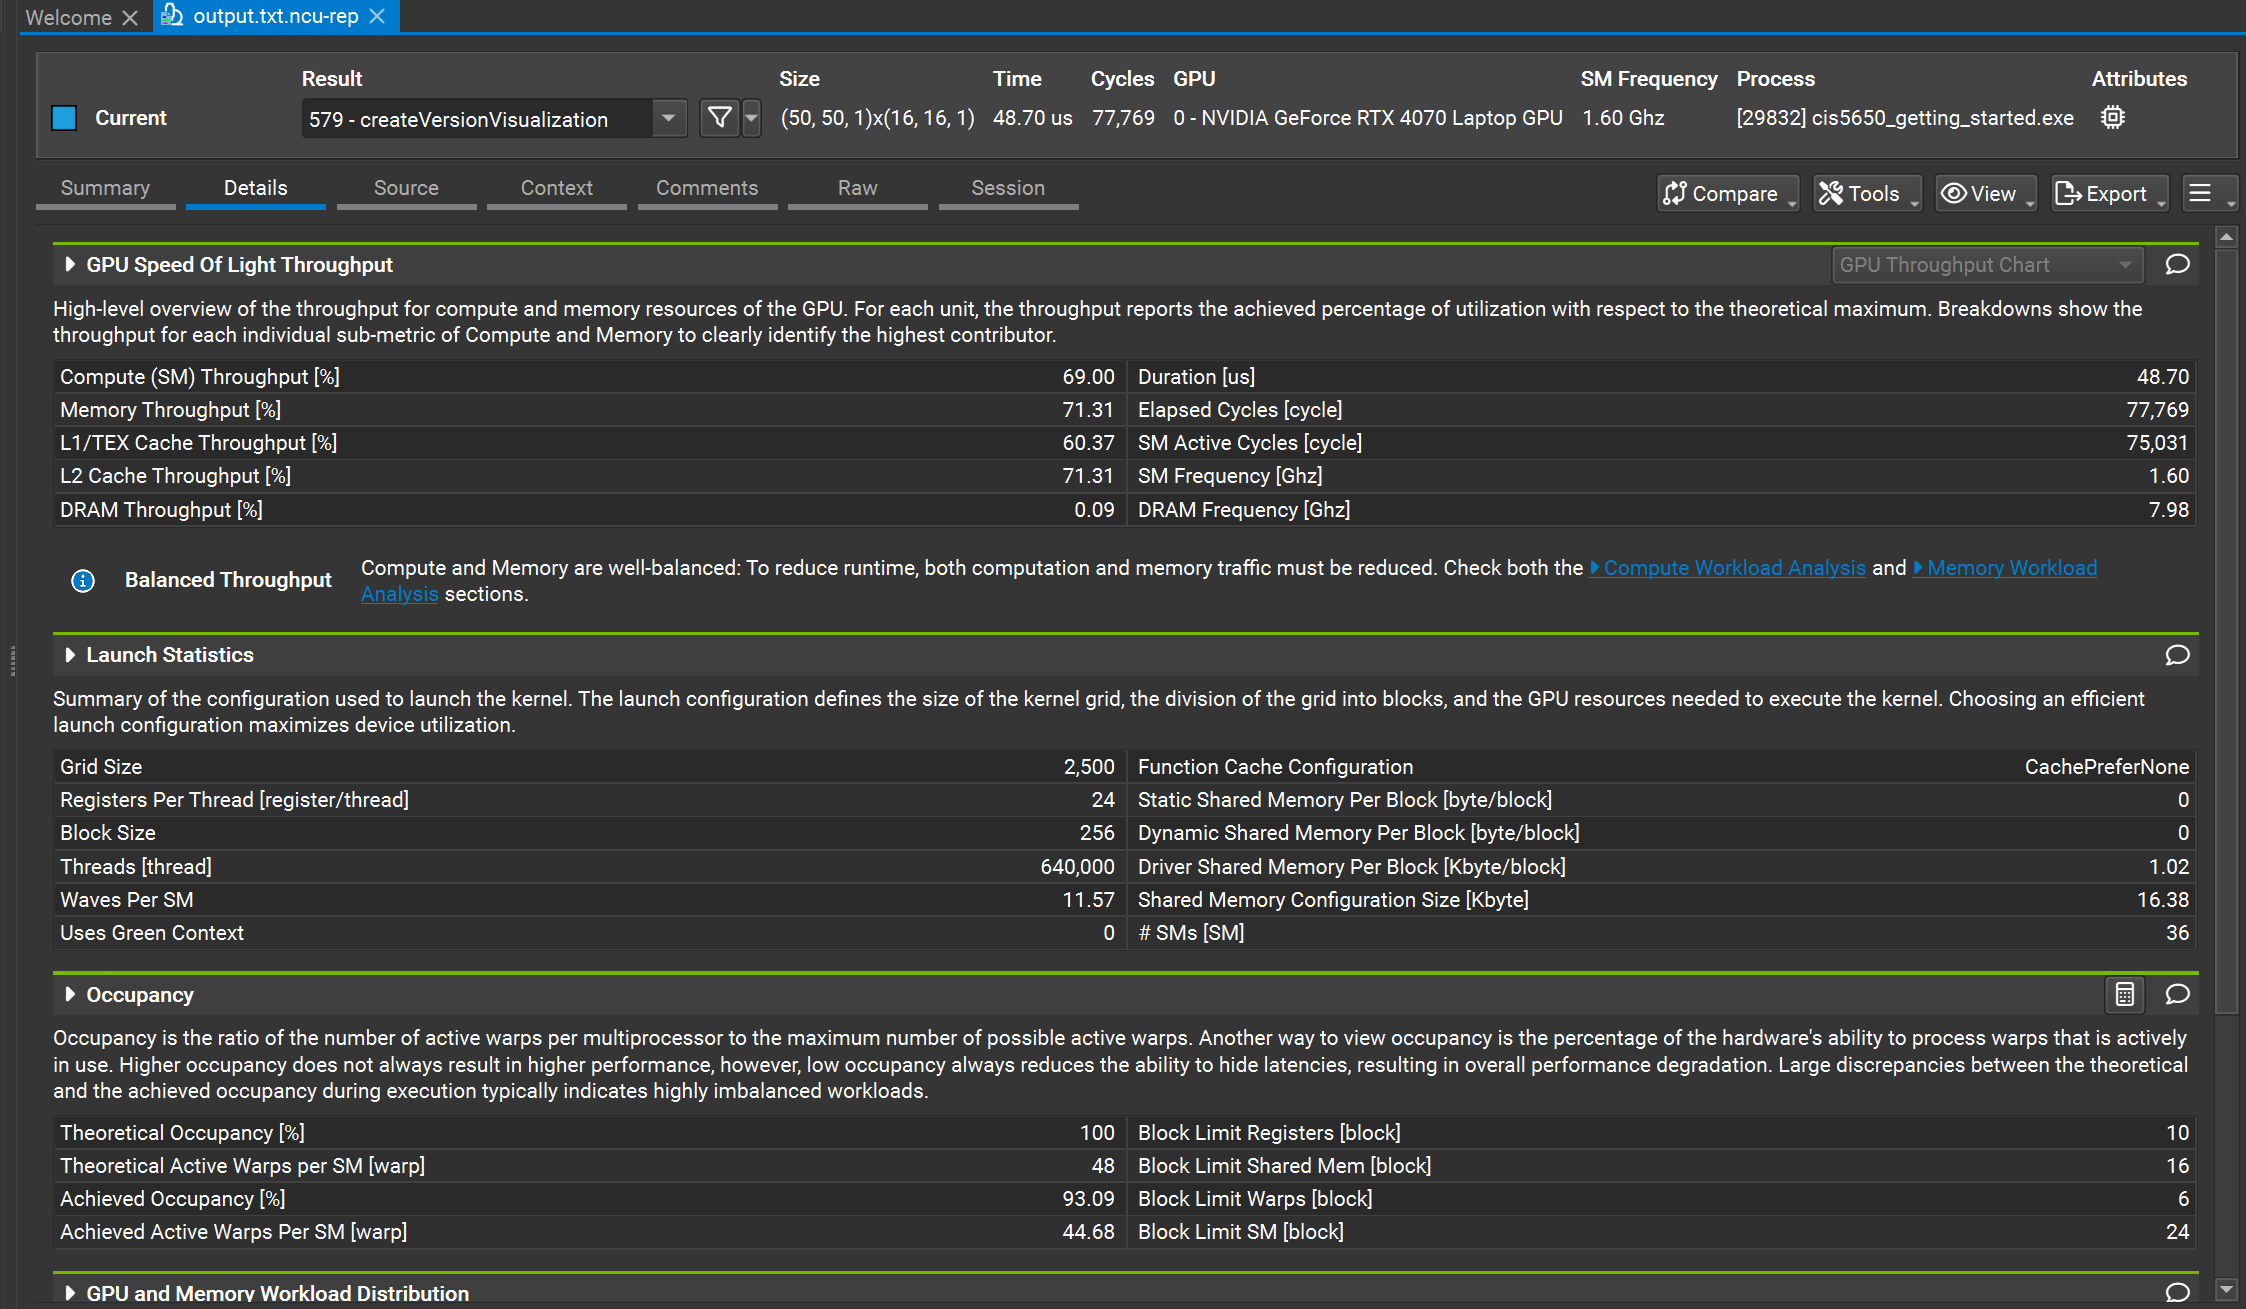 Welcome
output.txt.ncu-rep
Result Size Time Cycles GPU SM Frequency Process Attributes
Current 579 - createVersionVisualization (50, 50, 1)x(16, 16, 1) 48.70 us 77,769 0 - NVIDIA GeForce RTX 4070 Laptop GPU 1.60 Ghz [29832] cis5650_getting_started.exe
Summary Details Source Context Comments Raw Session Compare Tools View Export
GPU Speed Of Light Throughput GPU Throughput Chart
High-level overview of the throughput for compute and memory resources of the GPU. For each unit, the throughput reports the achieved percentage of utilization with respect to the theoretical maximum. Breakdowns show the
throughput for each individual sub-metric of Compute and Memory to clearly identify the highest contributor.
Compute (SM) Throughput [%] 69.00 Duration [us] 48.70
Memory Throughput [%] 71.31 Elapsed Cycles [cycle] 77,769
L1/TEX Cache Throughput [%] 60.37 SM Active Cycles [cycle] 75,031
L2 Cache Throughput [%] 71.31 SM Frequency [Ghz] 1.60
DRAM Throughput [%] 0.09 DRAM Frequency [Ghz] 7.98
Balanced Throughput Compute and Memory are well-balanced: To reduce runtime, both computation and memory traffic must be reduced. Check both the Compute Workload Analysis and Memory Workload
Analysis sections.
Launch Statistics
Summary of the configuration used to launch the kernel. The launch configuration defines the size of the kernel grid, the division of the grid into blocks, and the GPU resources needed to execute the kernel. Choosing an efficient
launch configuration maximizes device utilization.
Grid Size 2,500 Function Cache Configuration CachePreferNone
Registers Per Thread [register/thread] 24 Static Shared Memory Per Block [byte/block] 0
Block Size 256 Dynamic Shared Memory Per Block [byte/block] 0
Threads [thread] 640,000 Driver Shared Memory Per Block [Kbyte/block] 1.02
Waves Per SM 11.57 Shared Memory Configuration Size [Kbyte] 16.38
Uses Green Context 0 # SMs [SM] 36
Occupancy
Occupancy is the ratio of the number of active warps per multiprocessor to the maximum number of possible active warps. Another way to view occupancy is the percentage of the hardware's ability to process warps that is actively
in use. Higher occupancy does not always result in higher performance, however, low occupancy always reduces the ability to hide latencies, resulting in overall performance degradation. Large discrepancies between the theoretical
and the achieved occupancy during execution typically indicates highly imbalanced workloads.
Theoretical Occupancy [%] 100 Block Limit Registers [block] 10
Theoretical Active Warps per SM [warp] 48 Block Limit Shared Mem [block] 16
Achieved Occupancy [%] 93.09 Block Limit Warps [block] 6
Achieved Active Warps Per SM [warp] 44.68 Block Limit SM [block] 24
GPU and Memory Workload Distribution